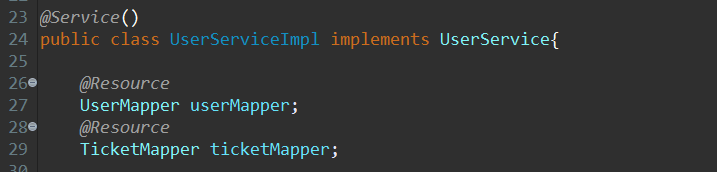 23 @Service()
24 public class UserServiceImpl implements UserService{
25
26 @Resource
27 UserMapper userMapper;
28 @Resource
29 TicketMapper ticketMapper;